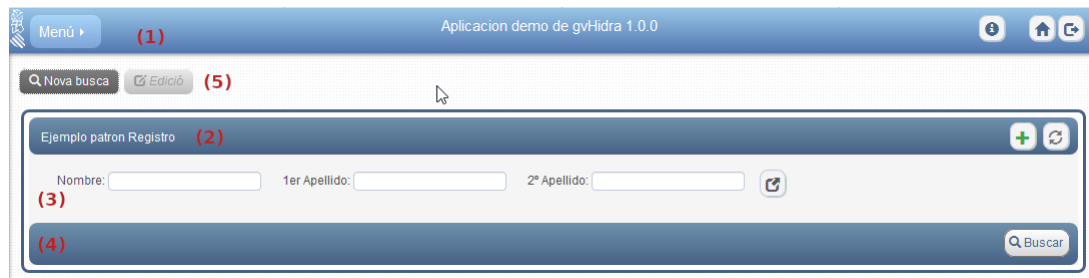 Menú
(1)
Aplicacion demo de gvHidra 1.0.0
Nova busca
Edició
(5)
Ejemplo patron Registro
(2)
Nombre:
1er Apellido:
2º Apellido:
(3)
(4)
Buscar